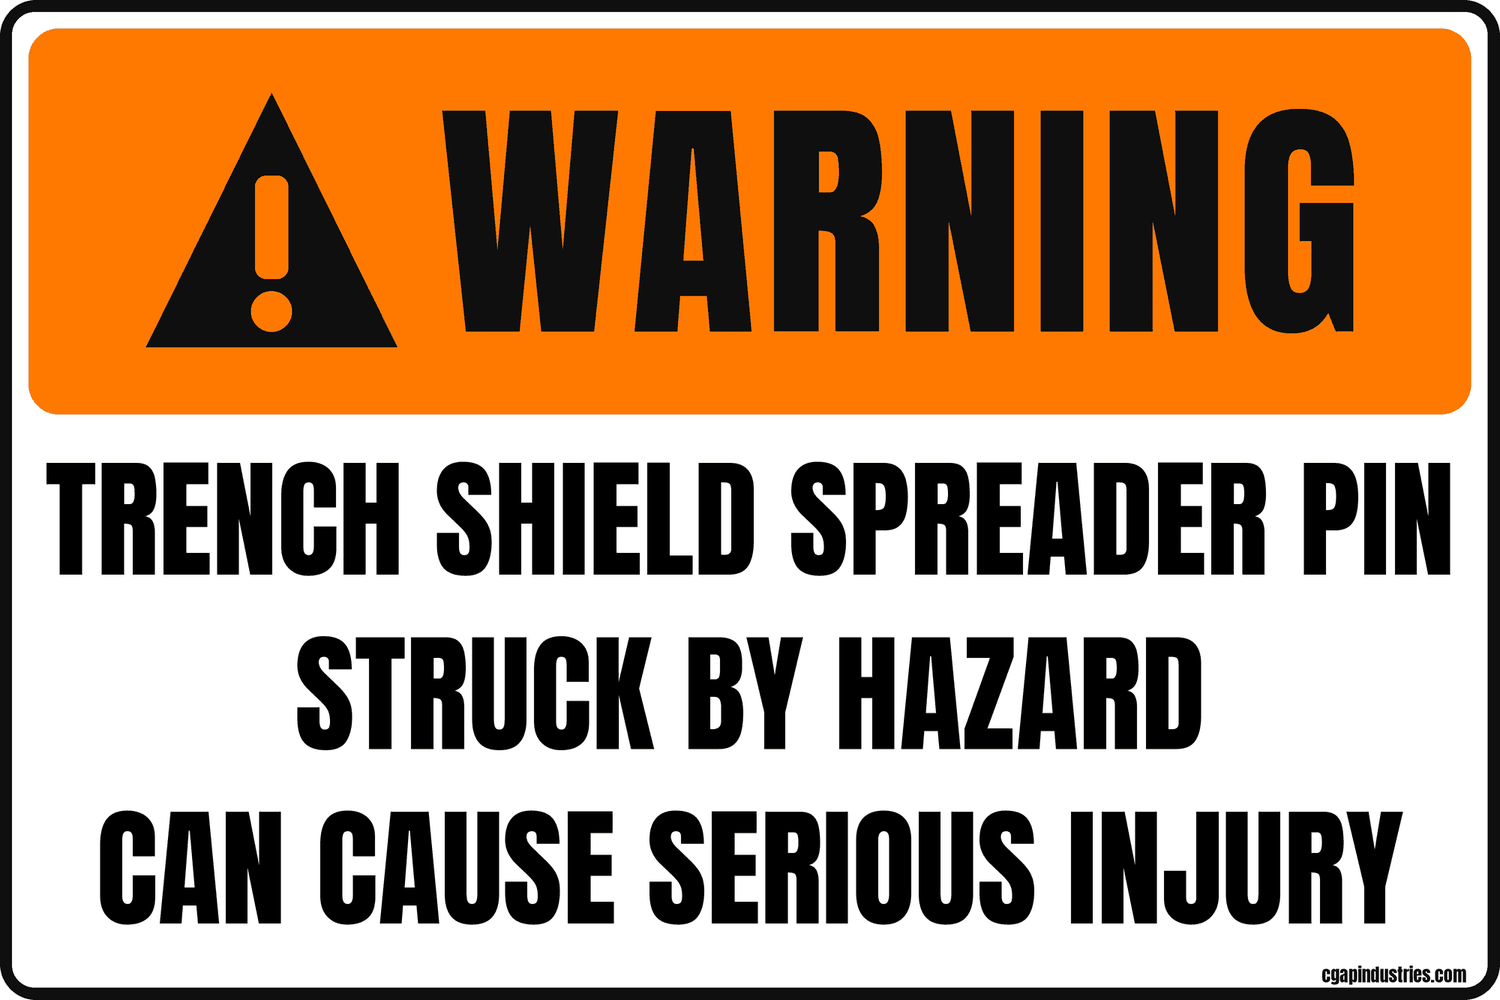 WARNING
TRENCH SHIELD SPREADER PIN
STRUCK BY HAZARD
CAN CAUSE SERIOUS INJURY
cgapindustries.com